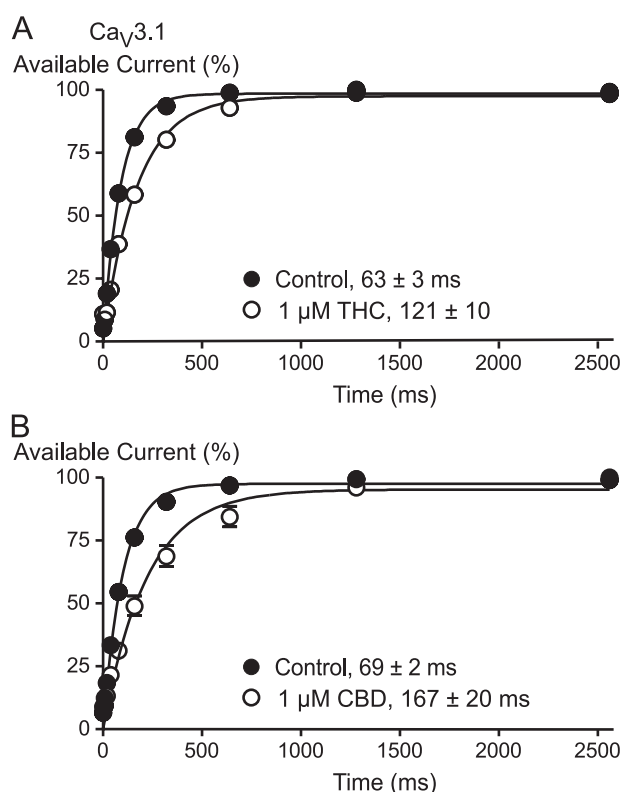 A
CaV3.1
Available Current (%)
100
75
50
25
0
Control, 63 ± 3 ms
1 µM THC, 121 ± 10
0 500 1000 1500 2000 2500
Time (ms)
B
Available Current (%)
100
75
50
25
0
Control, 69 ± 2 ms
1 µM CBD, 167 ± 20 ms
0 500 1000 1500 2000 2500
Time (ms)